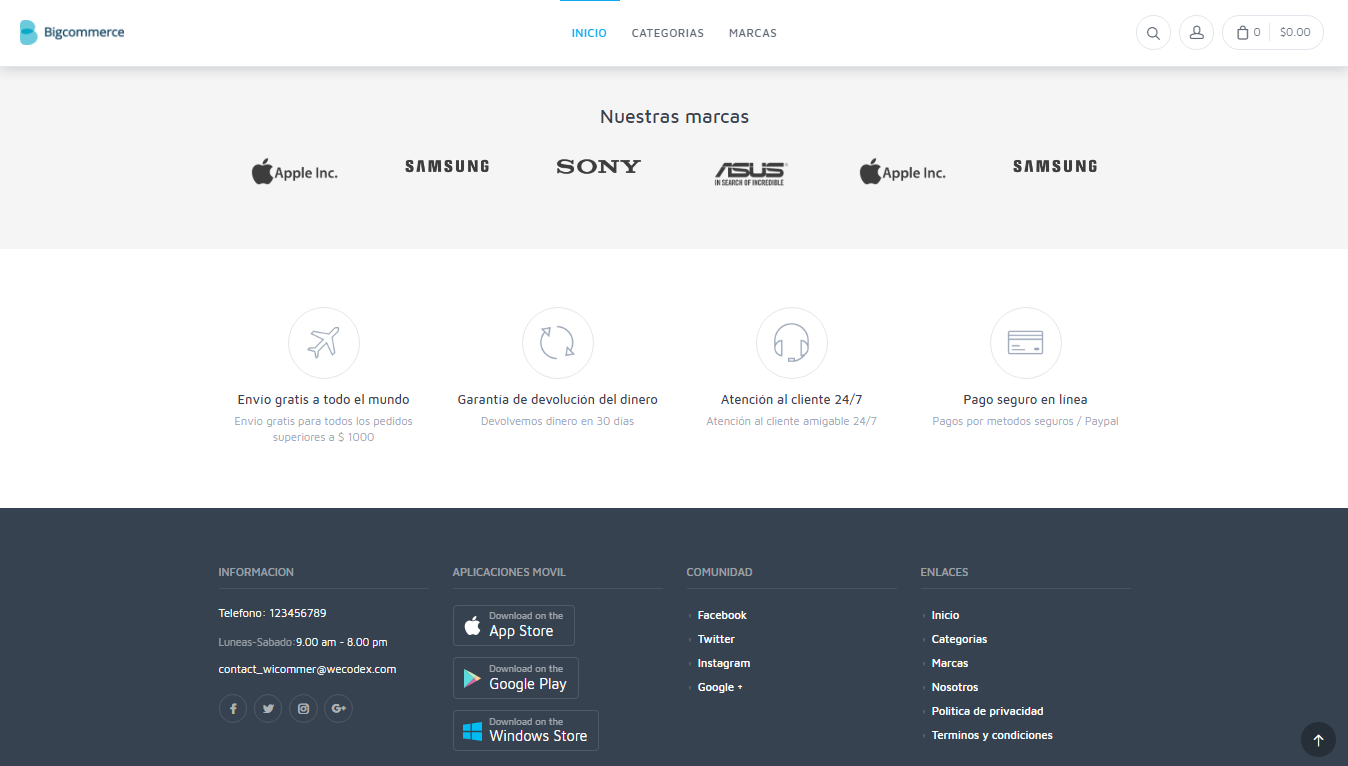 Bigcommerce
INICIO CATEGORIAS MARCAS
0 $0.00
Nuestras marcas
Apple Inc. SAMSUNG SONY ASUS Apple Inc. SAMSUNG
IN SEARCH OF INCREDIBLE
Envío gratis a todo el mundo
Envío gratis para todos los pedidos
superiores a $ 1000
Garantía de devolución del dinero
Devolvemos dinero en 30 días
Atención al cliente 24/7
Atención al cliente amigable 24/7
Pago seguro en línea
Pagos por metodos seguros / Paypal
INFORMACION
Telefono: 123456789
Luneas-Sabado:9.00 am - 8.00 pm
contact_wicommer@wecodex.com
APLICACIONES MOVIL
Download on the
App Store
Download on the
Google Play
Download on the
Windows Store
COMUNIDAD
Facebook
Twitter
Instagram
Google +
ENLACES
Inicio
Categorias
Marcas
Nosotros
Politica de privacidad
Terminos y condiciones